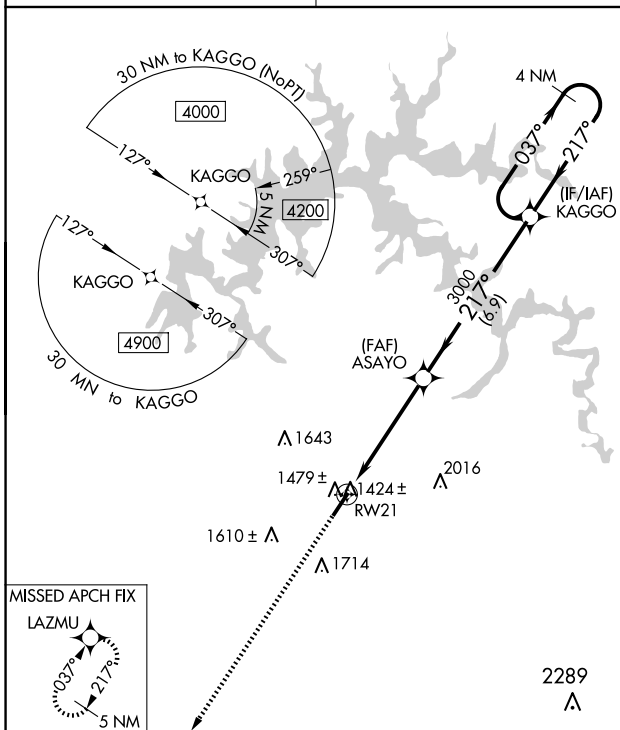 30 NM to KAGGO (NoPT)
4000
127°
KAGGO
259°
5 NM
4200
307°
4 NM
037°
217°
(IF/IAF)
KAGGO
127°
KAGGO
307°
4900
30 MN to KAGGO
3000
217°
(6.9)
(FAF)
ASAYO
1643
1479 ±
1424 ±
RW21
2016
1610 ±
1714
MISSED APCH FIX
LAZMU
037°
217°
5 NM
2289